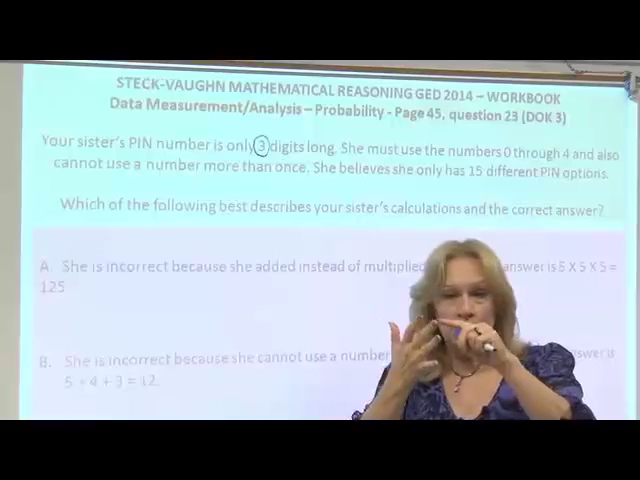 STECK-VAUGHN MATHEMATICAL REASONING GED 2014 – WORKBOOK
Data Measurement/Analysis – Probability - Page 45, question 23 (DOK 3)
Your sister's PIN number is only 3 digits long. She must use the numbers 0 through 4 and also
cannot use a number more than once. She believes she only has 15 different PIN options.
Which of the following best describes your sister's calculations and the correct answer?
A. She is incorrect because she added instead of multiplied answer is 5 X 5 X 5 =
125
B. She is incorrect because she cannot use a number is
5 + 4 + 3 = 12.